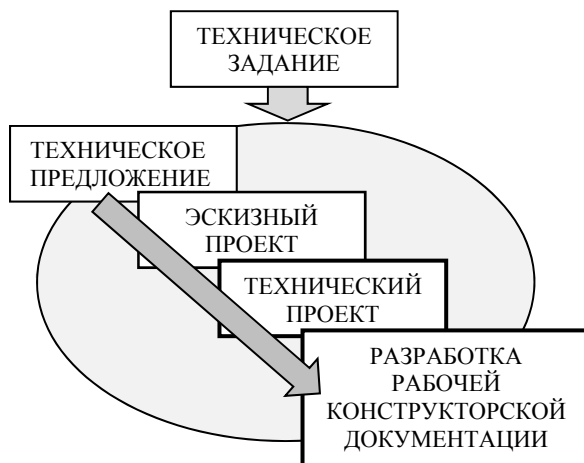 ТЕХНИЧЕСКОЕ
ЗАДАНИЕ
ТЕХНИЧЕСКОЕ
ПРЕДЛОЖЕНИЕ
ЭСКИЗНЫЙ
ПРОЕКТ
ТЕХНИЧЕСКИЙ
ПРОЕКТ
РАЗРАБОТКА
РАБОЧЕЙ
КОНСТРУКТОРСКОЙ
ДОКУМЕНТАЦИИ